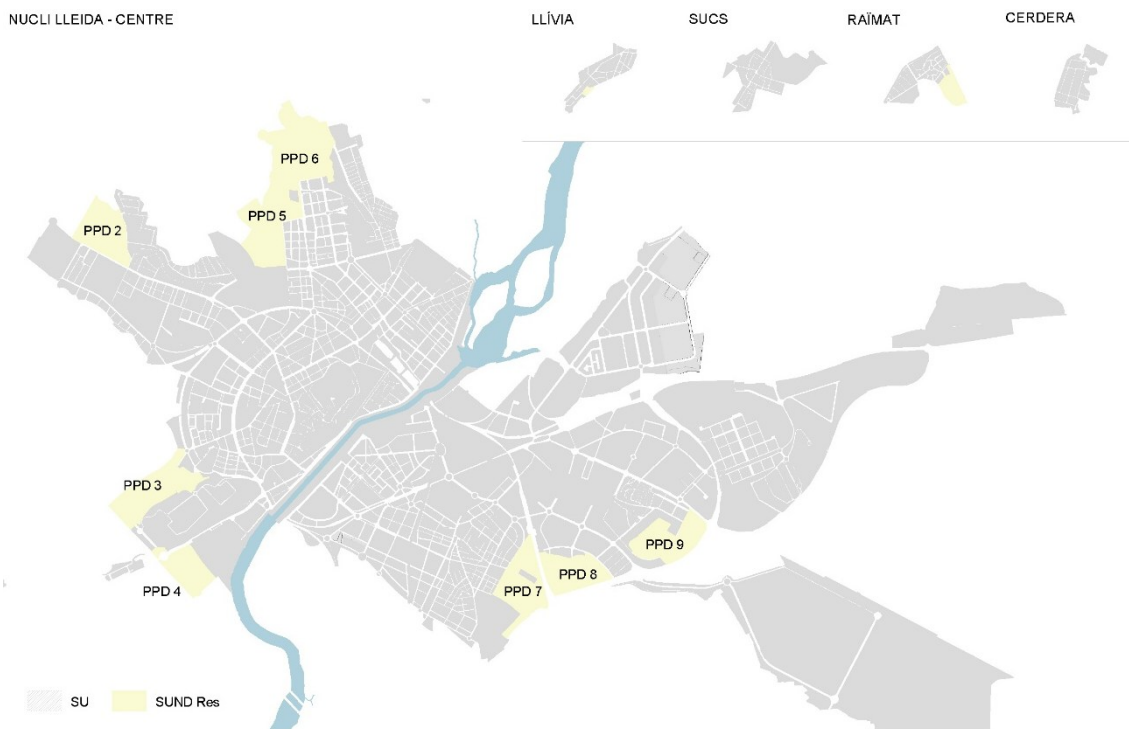 NUCLI LLEIDA - CENTRE
LLÍVIA
SUCS
RAÏMAT
CERDERA
PPD 6
PPD 5
PPD 2
PPD 3
PPD 9
PPD 8
PPD 7
PPD 4
SU
SUND Res